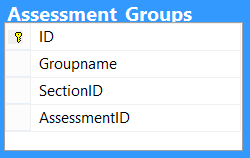 Assessment_Groups
ID
Groupname
SectionID
AssessmentID